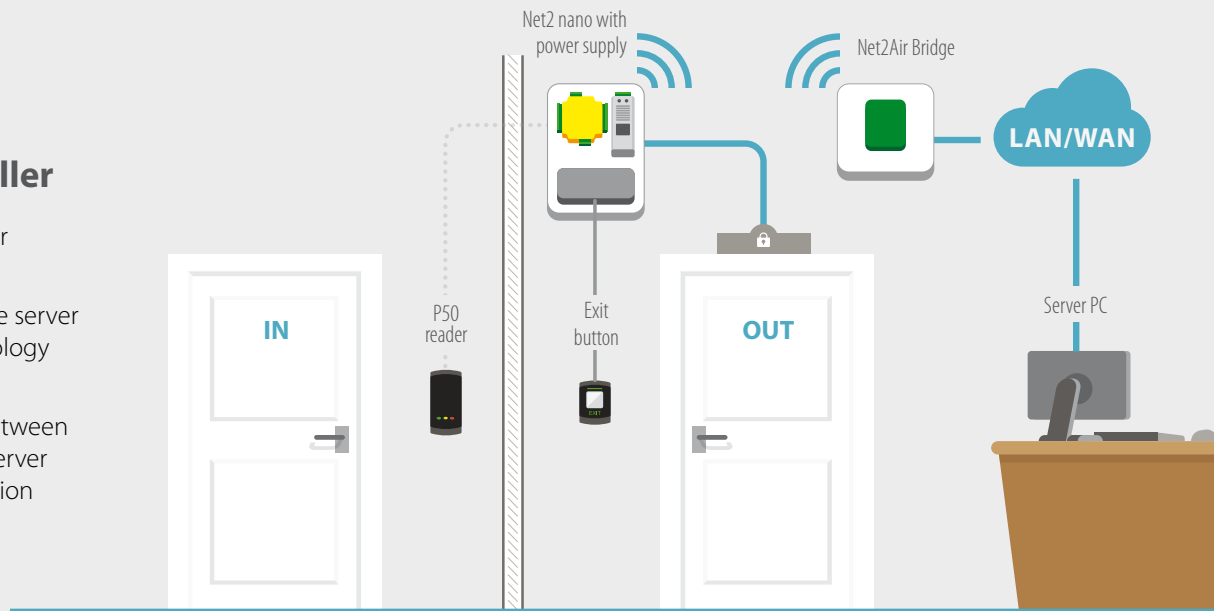 ller
r
e server
ology
tween
erver
ion
Net2 nano with
power supply
Net2Air Bridge
LAN/WAN
IN
P50
reader
Exit
button
EXIT
OUT
Server PC